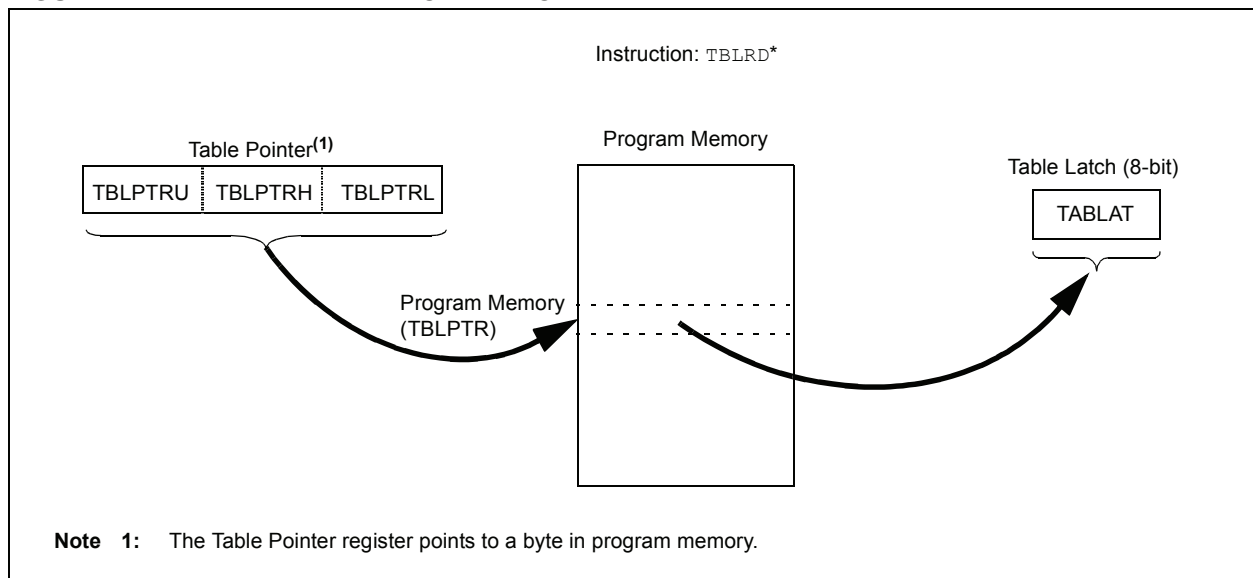 Instruction: TBLRD*
Table Pointer(1)
Program Memory
Table Latch (8-bit)
TBLPTRU TBLPTRH TBLPTRL
TABLAT
Program Memory
(TBLPTR)
Note 1: The Table Pointer register points to a byte in program memory.